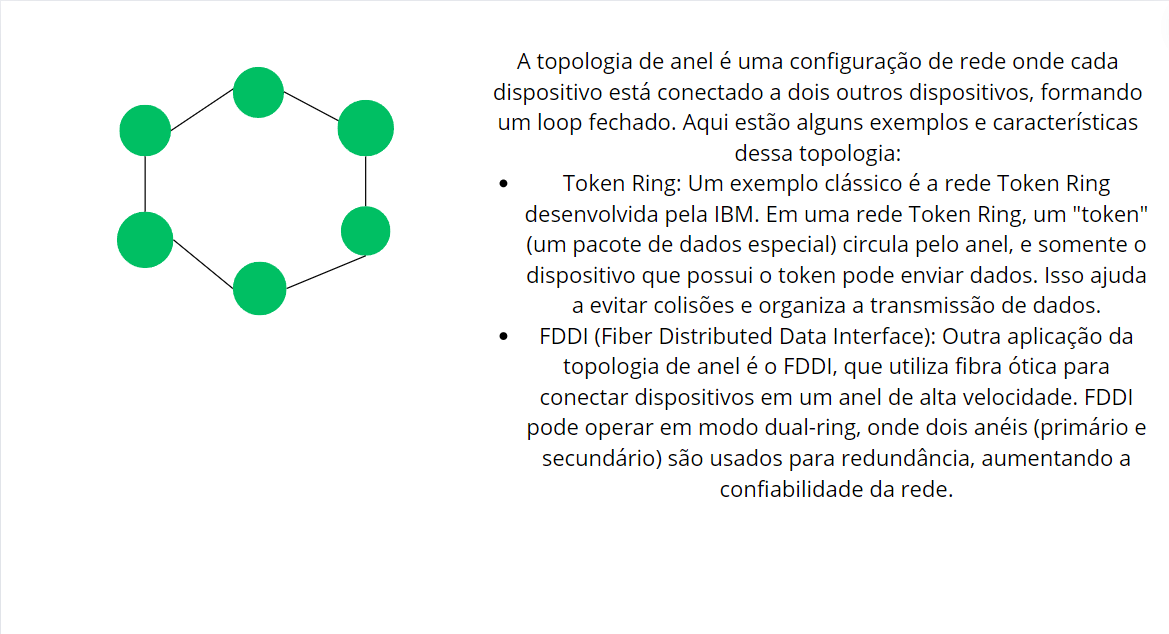 A topologia de anel é uma configuração de rede onde cada
dispositivo está conectado a dois outros dispositivos, formando
um loop fechado. Aqui estão alguns exemplos e características
dessa topologia:
• Token Ring: Um exemplo clássico é a rede Token Ring
desenvolvida pela IBM. Em uma rede Token Ring, um "token"
(um pacote de dados especial) circula pelo anel, e somente o
dispositivo que possui o token pode enviar dados. Isso ajuda
a evitar colisões e organiza a transmissão de dados.
• FDDI (Fiber Distributed Data Interface): Outra aplicação da
topologia de anel é o FDDI, que utiliza fibra ótica para
conectar dispositivos em um anel de alta velocidade. FDDI
pode operar em modo dual-ring, onde dois anéis (primário e
secundário) são usados para redundância, aumentando a
confiabilidade da rede.